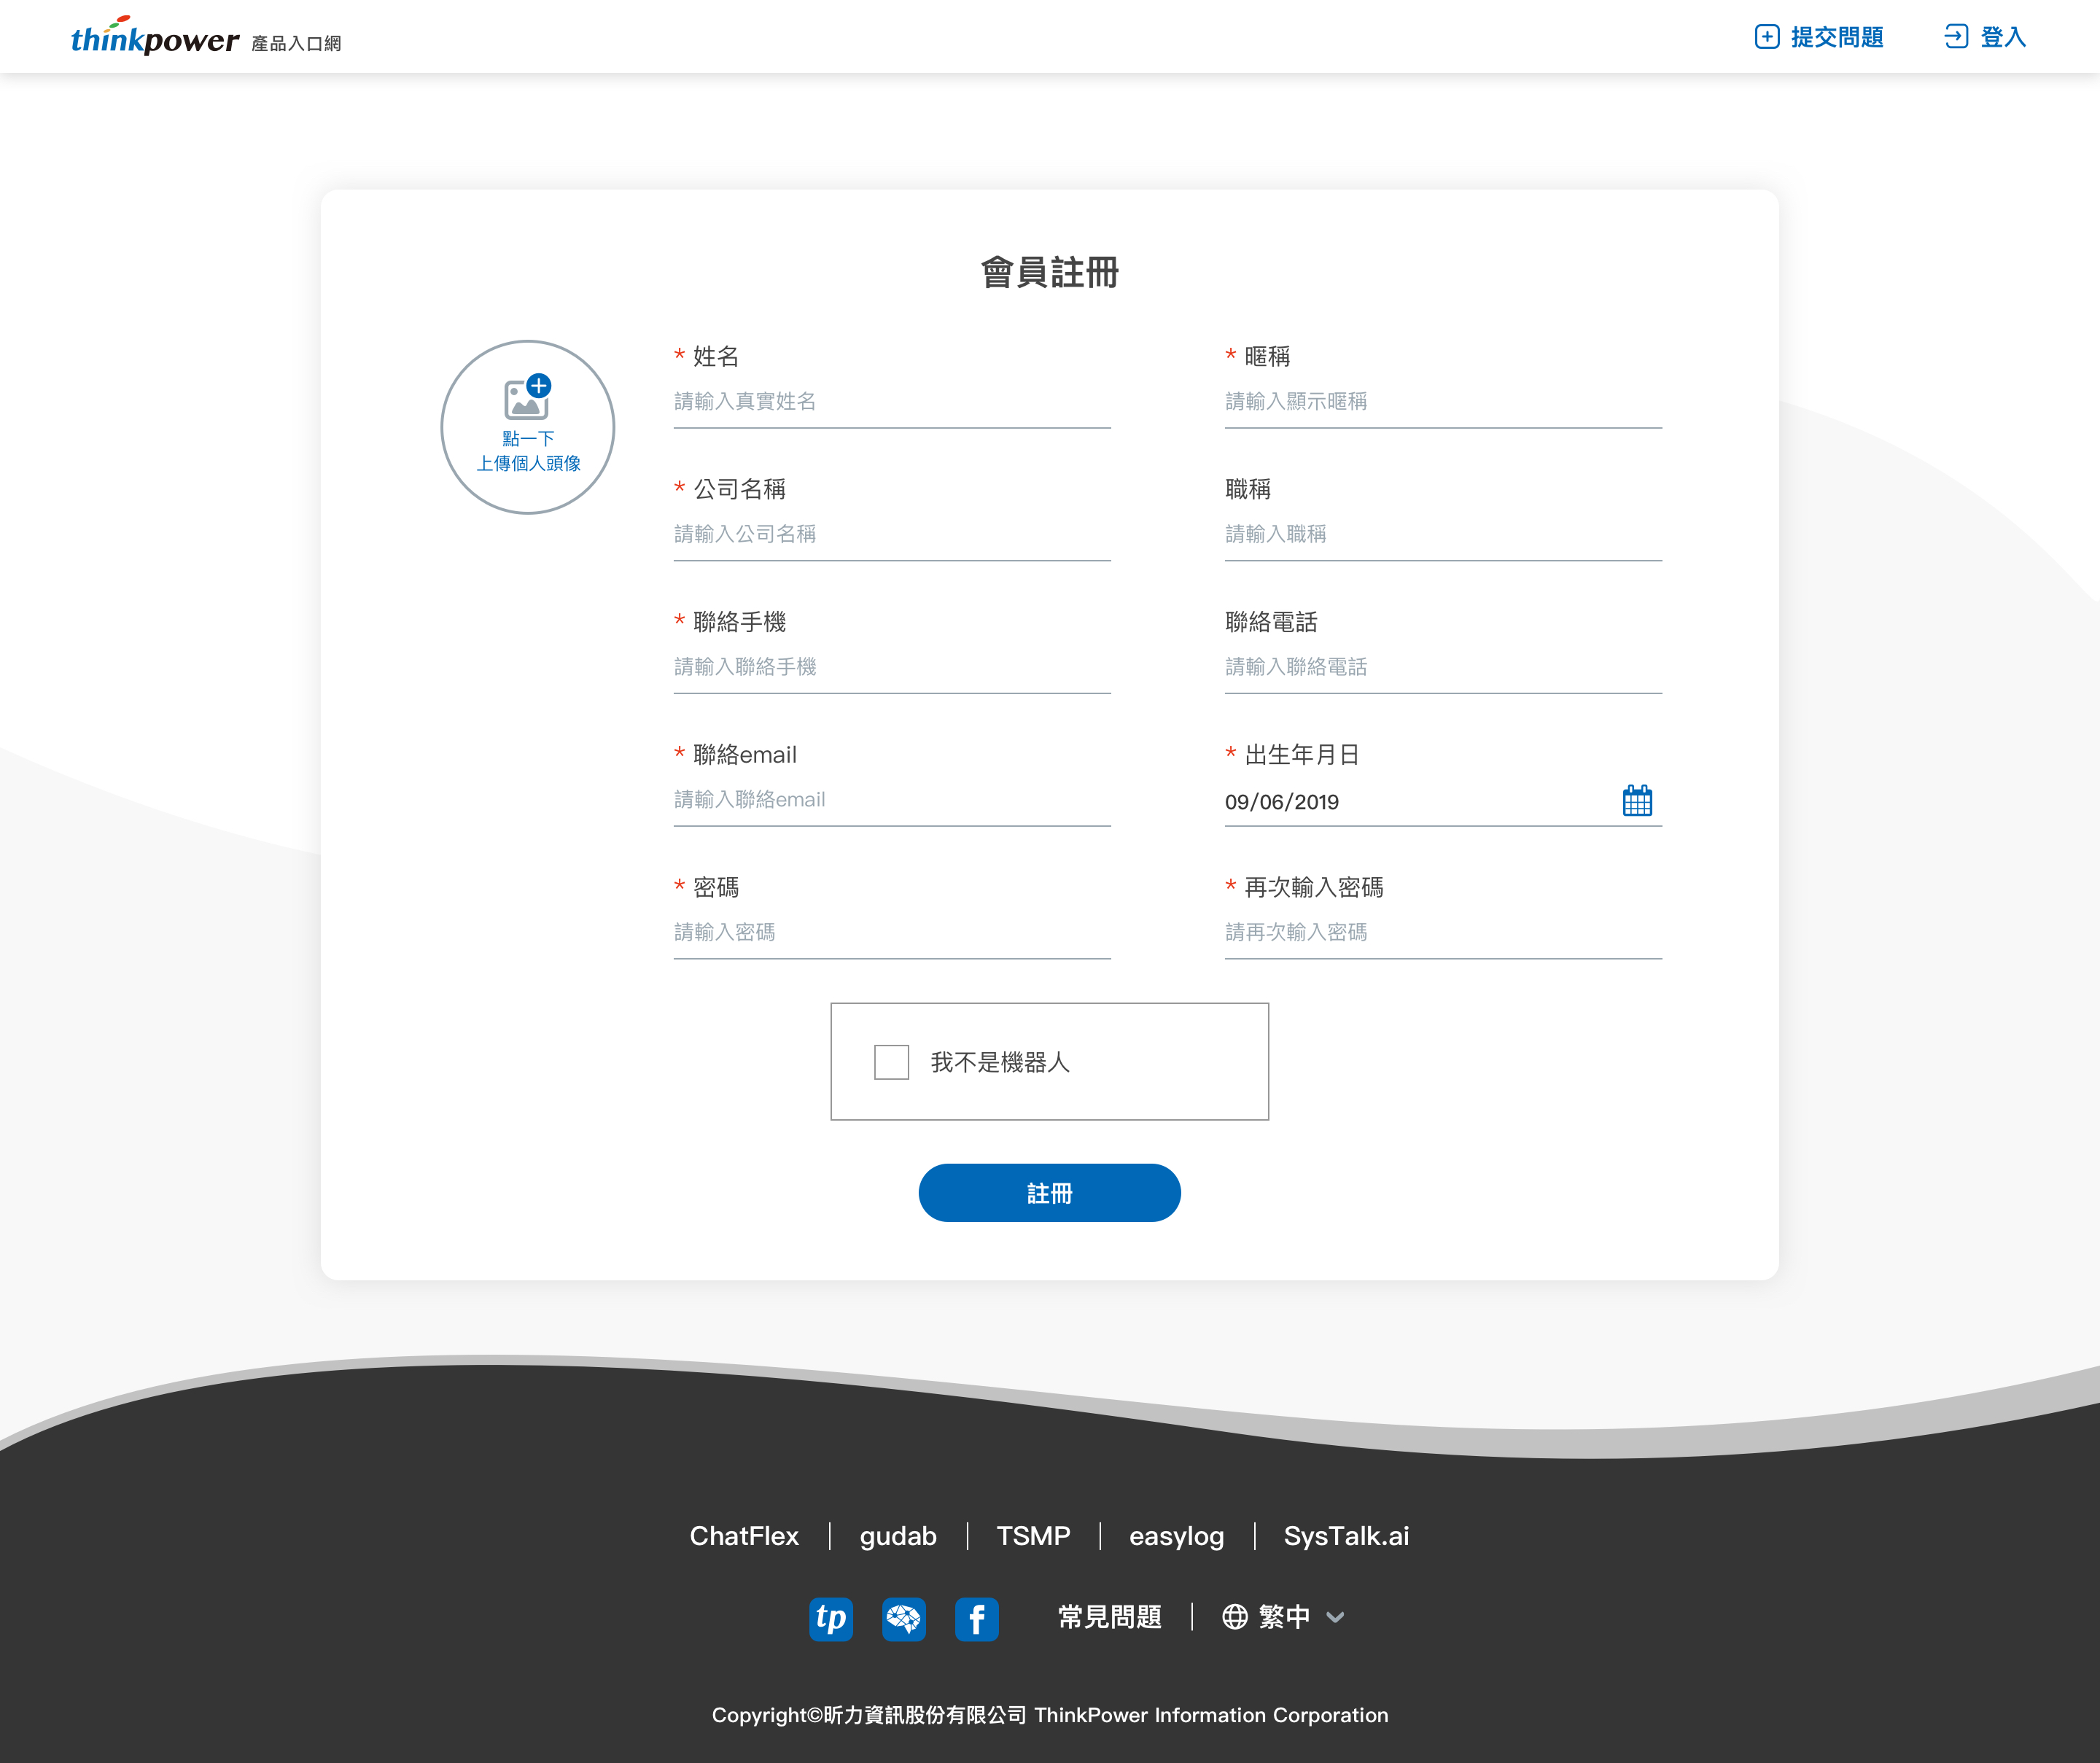 thinkpower 產品入口網
提交問題
登入
會員註冊
點一下
上傳個人頭像
* 姓名
請輸入真實姓名
* 暱稱
請輸入顯示暱稱
* 公司名稱
請輸入公司名稱
職稱
請輸入職稱
* 聯絡手機
請輸入聯絡手機
聯絡電話
請輸入聯絡電話
* 聯絡email
請輸入聯絡email
* 出生年月日
09/06/2019
* 密碼
請輸入密碼
* 再次輸入密碼
請再次輸入密碼
我不是機器人
註冊
ChatFlex | gudab | TSMP | easylog | SysTalk.ai
tp f 常見問題 | 繁中
Copyright©昕力資訊股份有限公司 ThinkPower Information Corporation